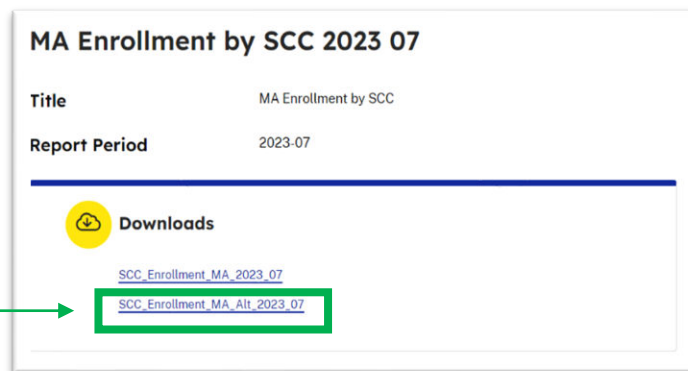 MA Enrollment by SCC 2023 07
Title MA Enrollment by SCC
Report Period 2023-07
Downloads
SCC_Enrollment_MA_2023_07
SCC_Enrollment_MA_Alt_2023_07